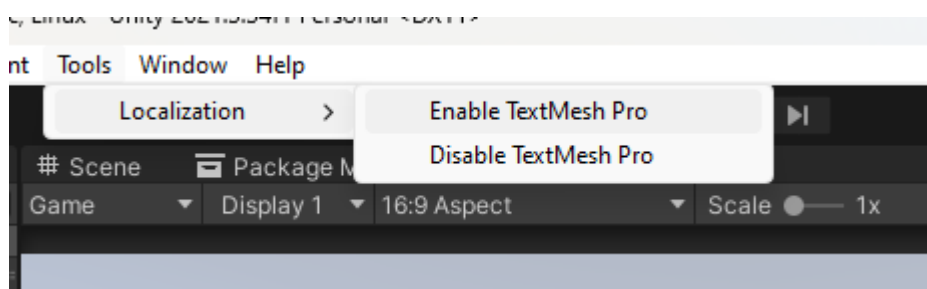 nt Tools Window Help
Localization > Enable TextMesh Pro
Disable TextMesh Pro
# Scene Package M
Game Display 1 16:9 Aspect Scale 1x